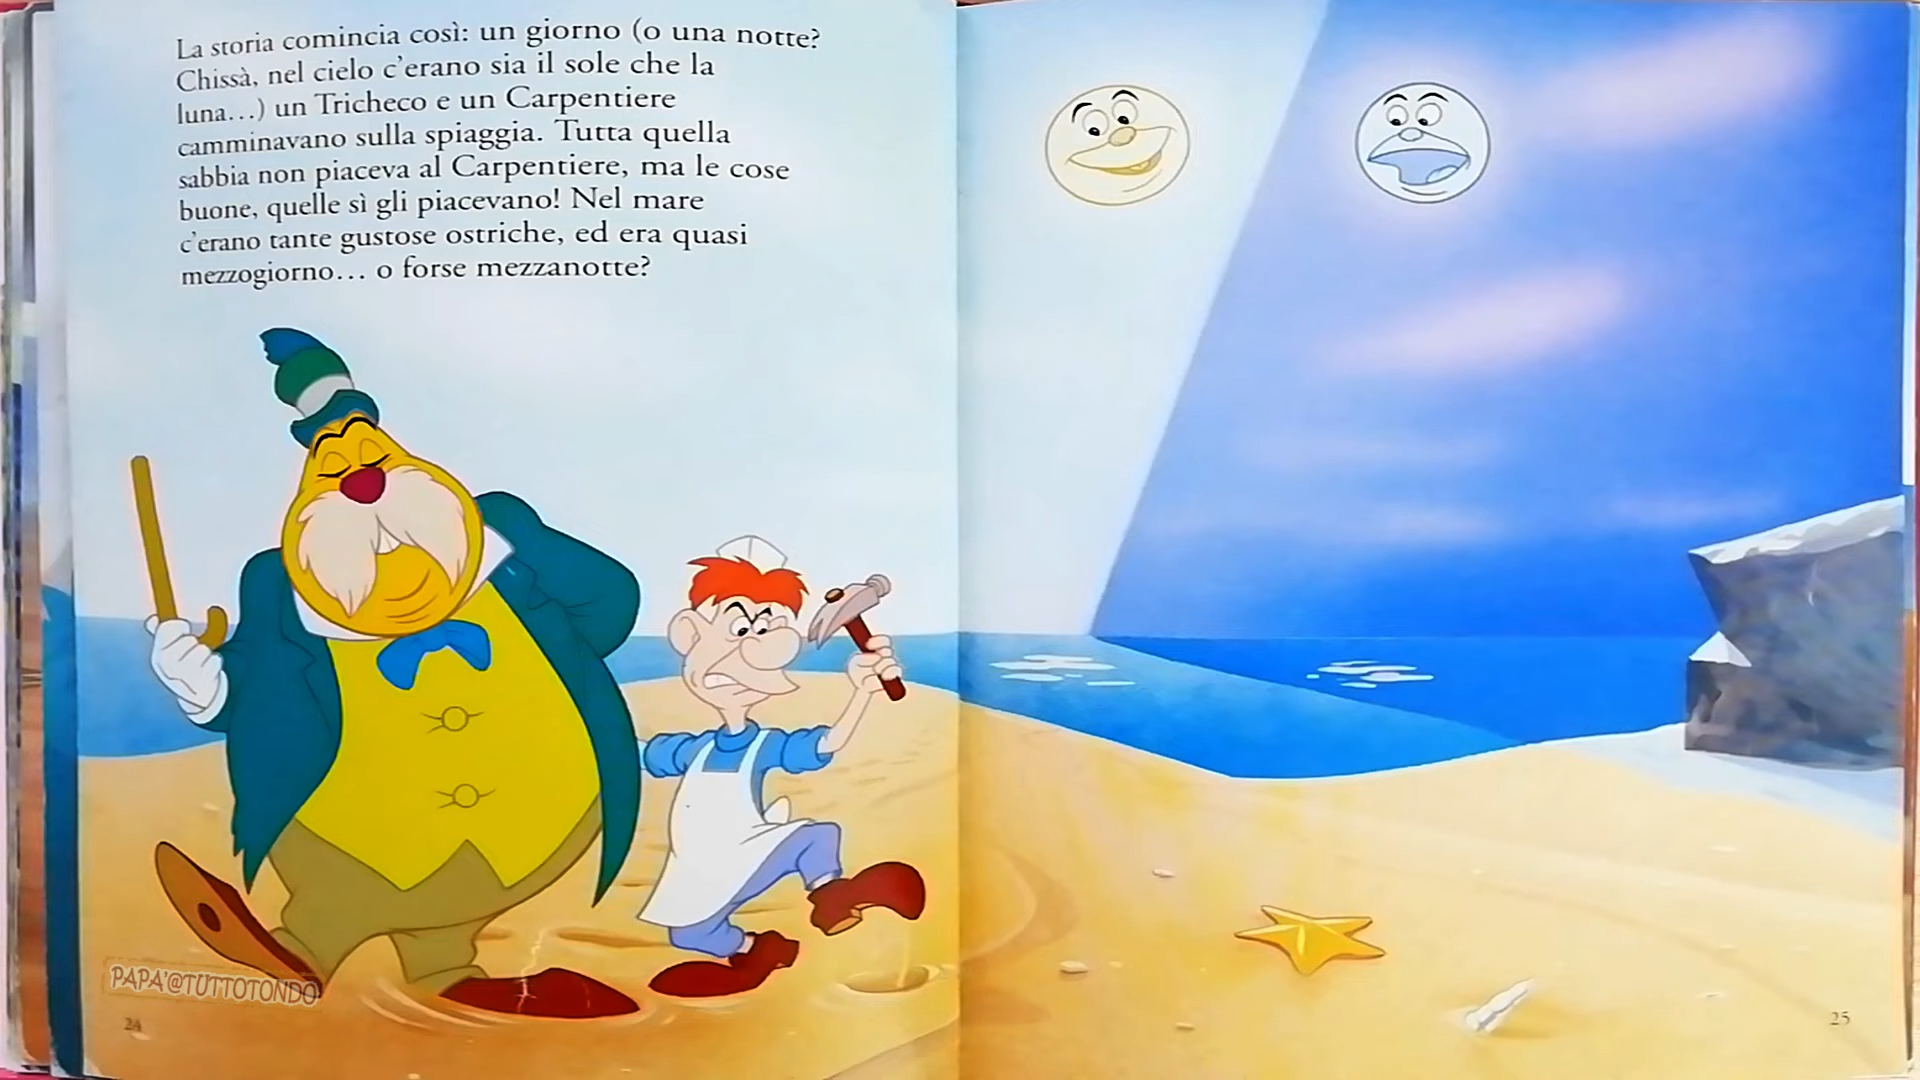 La storia comincia così: un giorno (o una notte?
Chissà, nel cielo c'erano sia il sole che la
luna...) un Tricheco e un Carpentiere
camminavano sulla spiaggia. Tutta quella
sabbia non piaceva al Carpentiere, ma le cose
buone, quelle sì gli piacevano! Nel mare
c'erano tante gustose ostriche, ed era quasi
mezzogiorno... o forse mezzanotte?
PAPA'@TUTTOTONDO
24
25